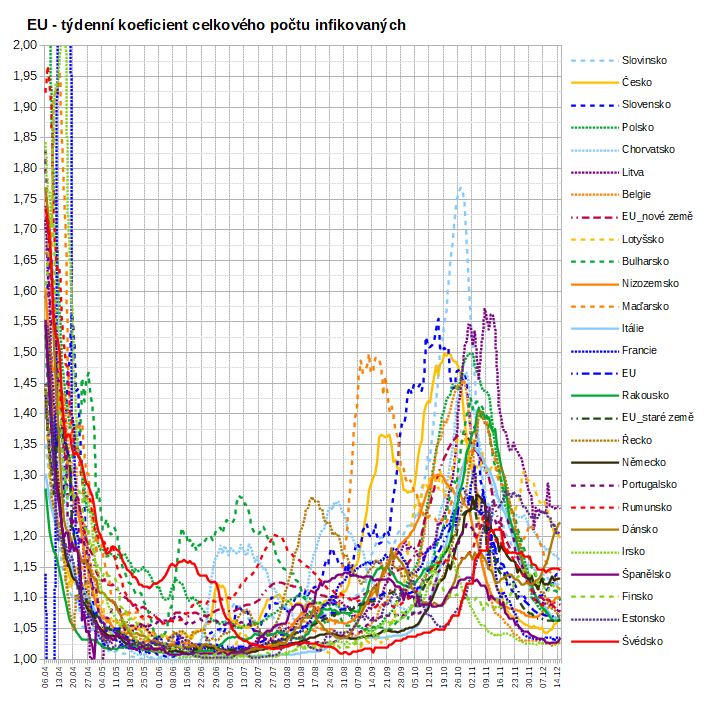 EU - týdenní koeficient celkového počtu infikovaných
2,00
1,95
1,90
1,85
1,80
1,75
1,70
1,65
1,60
1,55
1,50
1,45
1,40
1,35
1,30
1,25
1,20
1,15
1,10
1,05
1,00
06.04
13.04
20.04
27.04
04.05
11.05
18.05
25.05
01.06
08.06
15.06
22.06
29.06
06.07
13.07
20.07
27.07
03.08
10.08
17.08
24.08
31.08
07.09
14.09
21.09
28.09
05.10
12.10
19.10
26.10
02.11
09.11
16.11
23.11
30.11
07.12
14.12
Slovinsko
Česko
Slovensko
Polsko
Chorvatsko
Litva
Belgie
EU_nové země
Lotyšsko
Bulharsko
Nizozemsko
Maďarsko
Itálie
Francie
EU
Rakousko
EU_staré země
Řecko
Německo
Portugalsko
Rumunsko
Dánsko
Irsko
Španělsko
Finsko
Estonsko
Švédsko